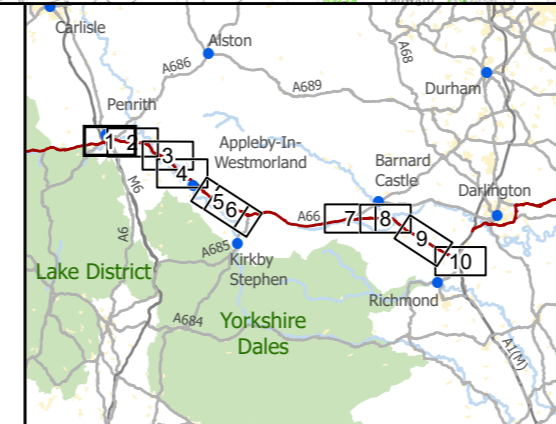 Carlisle
Alston
A68
A686
A689
Durham
Penrith
1
2
3
4
5
6
7
8
9
10
Appleby-In-
Westmorland
Barnard
Castle
Darlington
M6
A66
A6
A685
Kirkby
Stephen
Lake District
Richmond
A684
Yorkshire
Dales
A1(M)